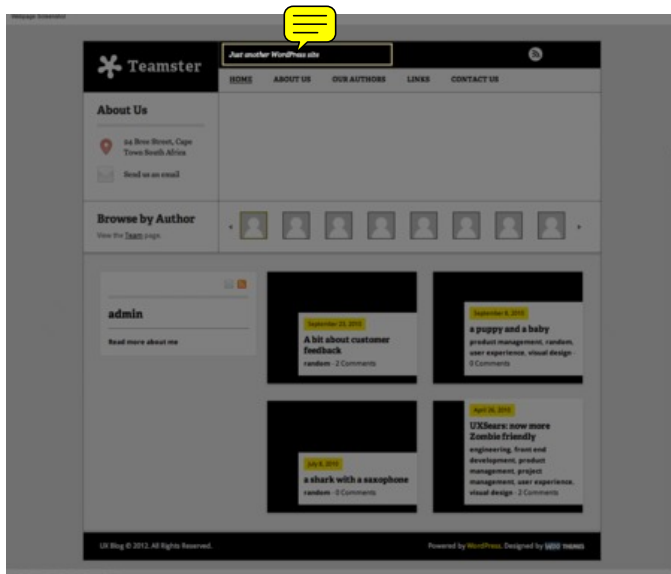 Webpage Screenshot
Teamster
Just another WordPress site
HOME ABOUT US OUR AUTHORS LINKS CONTACT US
About Us
24 Bree Street, Cape
Town South Africa
Send us an email
Browse by Author
View the Team page.
admin
Read more about me
September 23, 2010
A bit about customer
feedback
random - 2 Comments
September 8, 2010
a puppy and a baby
product management, random,
user experience, visual design -
0 Comments
July 8, 2010
a shark with a saxophone
random - 0 Comments
April 26, 2010
UXSears: now more
Zombie friendly
engineering, front end
development, product
management, project
management, user experience,
visual design - 2 Comments
UX Blog © 2012. All Rights Reserved.
Powered by WordPress. Designed by WOO THEMES